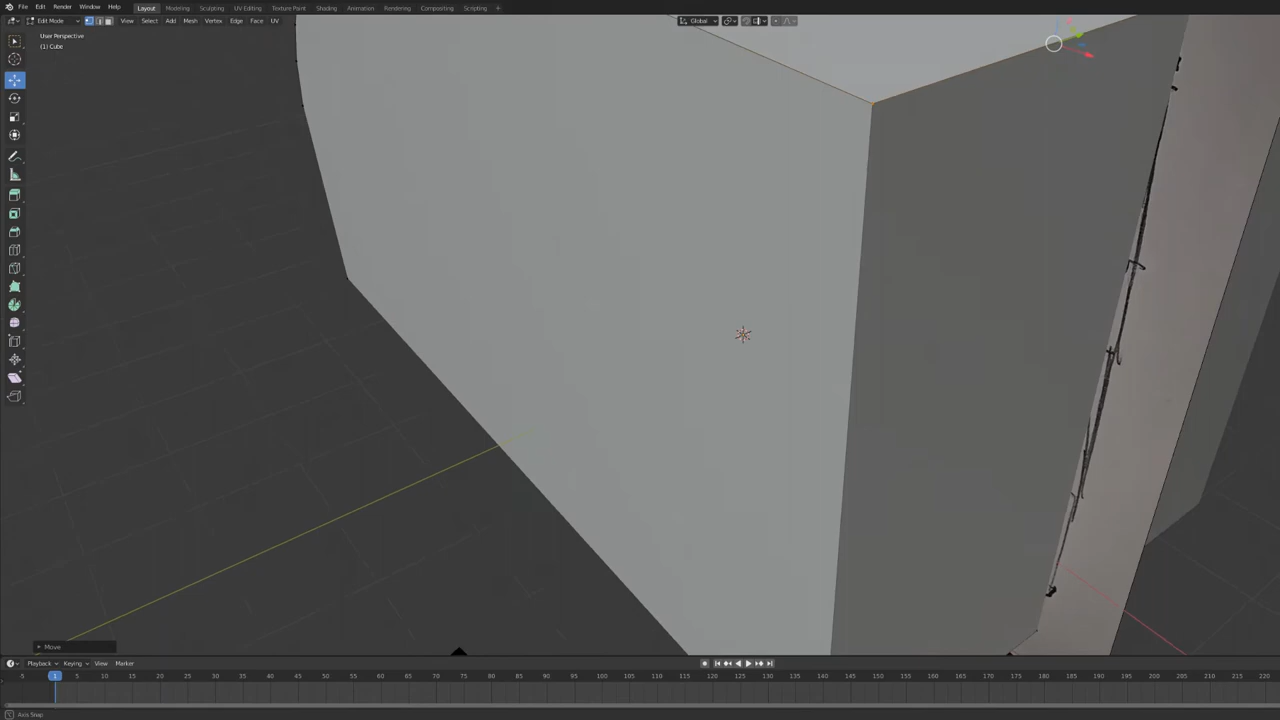 File Edit Render Window Help Layout Modeling Sculpting UV Editing Texture Paint Shading Animation Rendering Compositing Scripting +
Edit Mode View Select Add Mesh Vertex Edge Face UV Global
User Perspective
(1) Cube
Move
Playback Keying View Marker
-5 1 5 10 15 20 25 30 35 40 45 50 55 60 65 70 75 80 85 90 95 100 105 110 115 120 125 130 135 140 145 150 155 160 165 170 175 180 185 190 195 200 205 210 215 220
Axis Snap